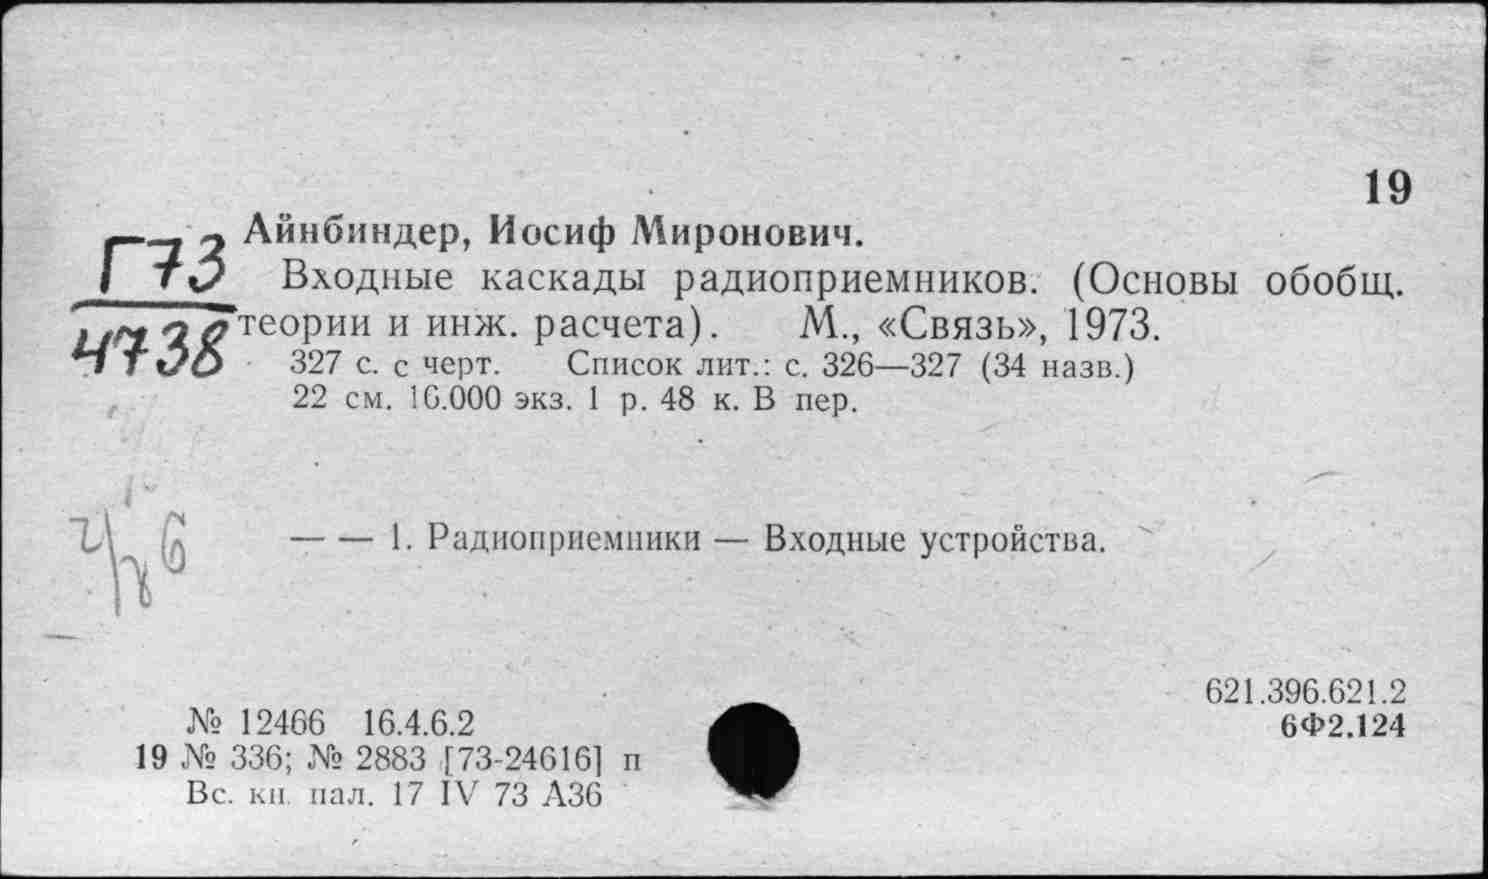 19
Г73
4738
Айнбиндер, Иосиф Миронович.
Входные каскады радиоприемников. (Основы обобщ.
теории и инж. расчета). М., «Связь», 1973.
327 с. с черт. Список лит.: с. 326—327 (34 назв.)
22 см. 16.000 экз. 1 р. 48 к. В пер.
— — 1. Радиоприемники — Входные устройства.
621.396.621.2
№ 12466 16.4.6.2
6Ф2.124
19 № 336; № 2883 [73-24616] п
Вс. кн. пал. 17 IV 73 А36